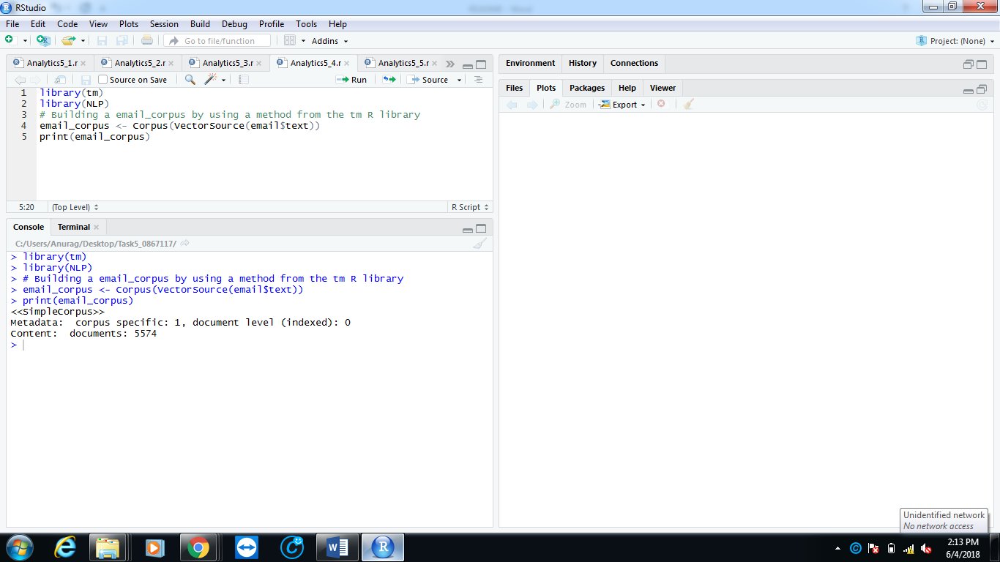 RStudio
File Edit Code View Plots Session Build Debug Profile Tools Help
Go to file/function Addins Project: (None)
Analytics5_1.r Analytics5_2.r Analytics5_3.r Analytics5_4.r Analytics5_5.r
Source on Save Run Source
1 library(tm)
2 library(NLP)
3 # Building a email_corpus by using a method from the tm R library
4 email_corpus <- Corpus(VectorSource(email$text))
5 print(email_corpus)
5:20 (Top Level) R Script
Console Terminal
C:/Users/Anurag/Desktop/Task5_0867117/
> library(tm)
> library(NLP)
> # Building a email_corpus by using a method from the tm R library
> email_corpus <- Corpus(VectorSource(email$text))
> print(email_corpus)
<<SimpleCorpus>>
Metadata:  corpus specific: 1, document level (indexed): 0
Content:  documents: 5574
>
Environment History Connections
Files Plots Packages Help Viewer
Zoom Export
Unidentified network
No network access
2:13 PM
6/4/2018